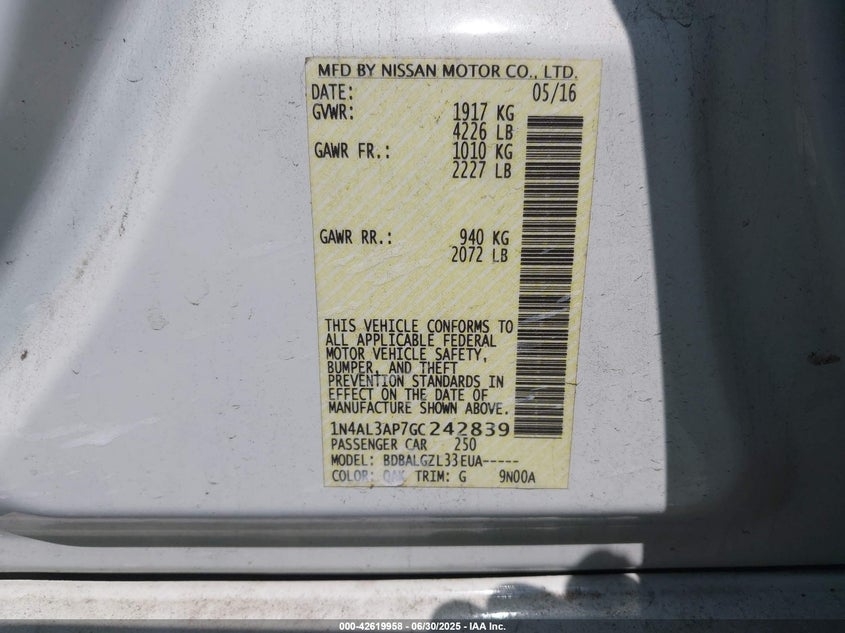 MFD BY NISSAN MOTOR CO., LTD.
DATE: 05/16
GVWR: 1917 KG
4226 LB
GAWR FR.: 1010 KG
2227 LB
GAWR RR.: 940 KG
2072 LB
THIS VEHICLE CONFORMS TO
ALL APPLICABLE FEDERAL
MOTOR VEHICLE SAFETY,
BUMPER, AND THEFT
PREVENTION STANDARDS IN
EFFECT ON THE DATE OF
MANUFACTURE SHOWN ABOVE.
1N4AL3AP7GC242839
PASSENGER CAR 250
MODEL: BDBALGZL33EUA-----
COLOR: QAK TRIM: G 9N00A
000-42619958 - 06/30/2025 - IAA Inc.